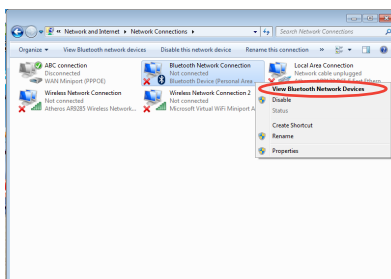 Network and Internet ▸ Network Connections ▸
Search Network Connections
Organize ▾ View Bluetooth network devices Disable this network device Rename this connection »
ABC connection
Disconnected
WAN Miniport (PPPOE)
Bluetooth Network Connection
Not connected
Bluetooth Device (Personal Area
Local Area Connection
Network cable unplugged
Wireless Network Connection
Not connected
Atheros AR9285 Wireless Network...
Wireless Network Connection 2
Not connected
Microsoft Virtual WiFi Miniport A
View Bluetooth Network Devices
Disable
Status
Create Shortcut
Rename
Properties